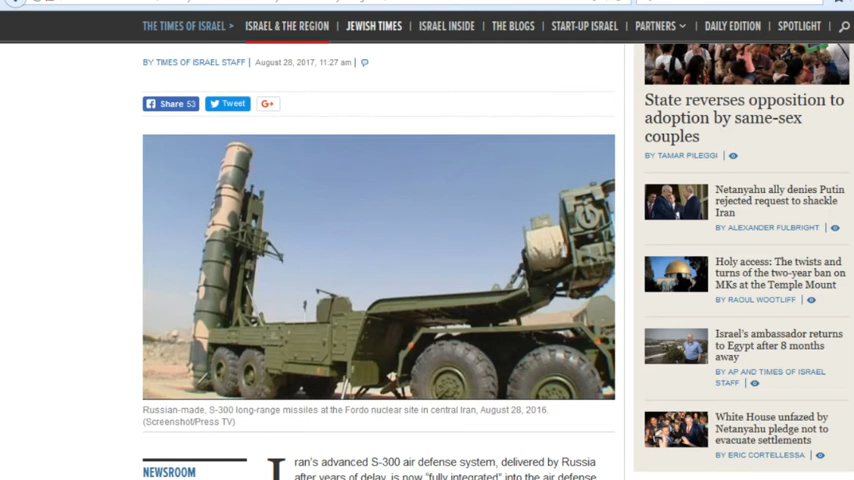 THE TIMES OF ISRAEL > ISRAEL & THE REGION | JEWISH TIMES | ISRAEL INSIDE | THE BLOGS | START-UP ISRAEL | PARTNERS | DAILY EDITION | SPOTLIGHT
BY TIMES OF ISRAEL STAFF | August 28, 2017, 11:27 am |
Share 53 Tweet G+
Russian-made, S-300 long-range missiles at the Fordo nuclear site in central Iran, August 28, 2016.
(Screenshot/Press TV)
NEWSROOM
Iran's advanced S-300 air defense system, delivered by Russia
after years of delay, is now "fully integrated" into the air defense
State reverses opposition to
adoption by same-sex
couples
BY TAMAR PILEGGI |
Netanyahu ally denies Putin
rejected request to shackle
Iran
BY ALEXANDER FULBRIGHT |
Holy access: The twists and
turns of the two-year ban on
MKs at the Temple Mount
BY RAOUL WOOTLIFF |
Israel's ambassador returns
to Egypt after 8 months
away
BY AP AND TIMES OF ISRAEL
STAFF |
White House unfazed by
Netanyahu pledge not to
evacuate settlements
BY ERIC CORTELLESSA |